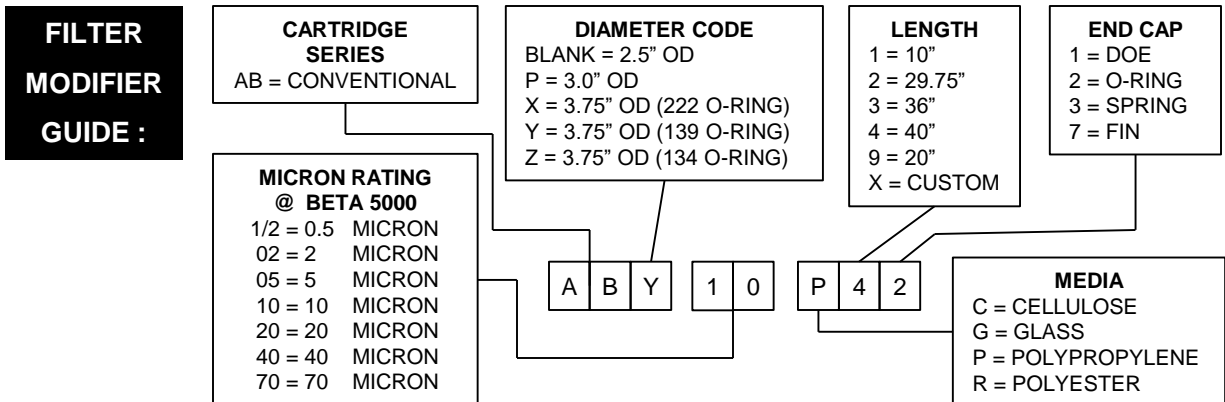 FILTER
MODIFIER
GUIDE :
CARTRIDGE
SERIES
AB = CONVENTIONAL
DIAMETER CODE
BLANK = 2.5” OD
P = 3.0” OD
X = 3.75” OD (222 O-RING)
Y = 3.75” OD (139 O-RING)
Z = 3.75” OD (134 O-RING)
LENGTH
1 = 10”
2 = 29.75”
3 = 36”
4 = 40”
9 = 20”
X = CUSTOM
END CAP
1 = DOE
2 = O-RING
3 = SPRING
7 = FIN
MICRON RATING
@ BETA 5000
1/2 = 0.5 MICRON
02 = 2 MICRON
05 = 5 MICRON
10 = 10 MICRON
20 = 20 MICRON
40 = 40 MICRON
70 = 70 MICRON
A B Y 1 0 P 4 2
MEDIA
C = CELLULOSE
G = GLASS
P = POLYPROPYLENE
R = POLYESTER